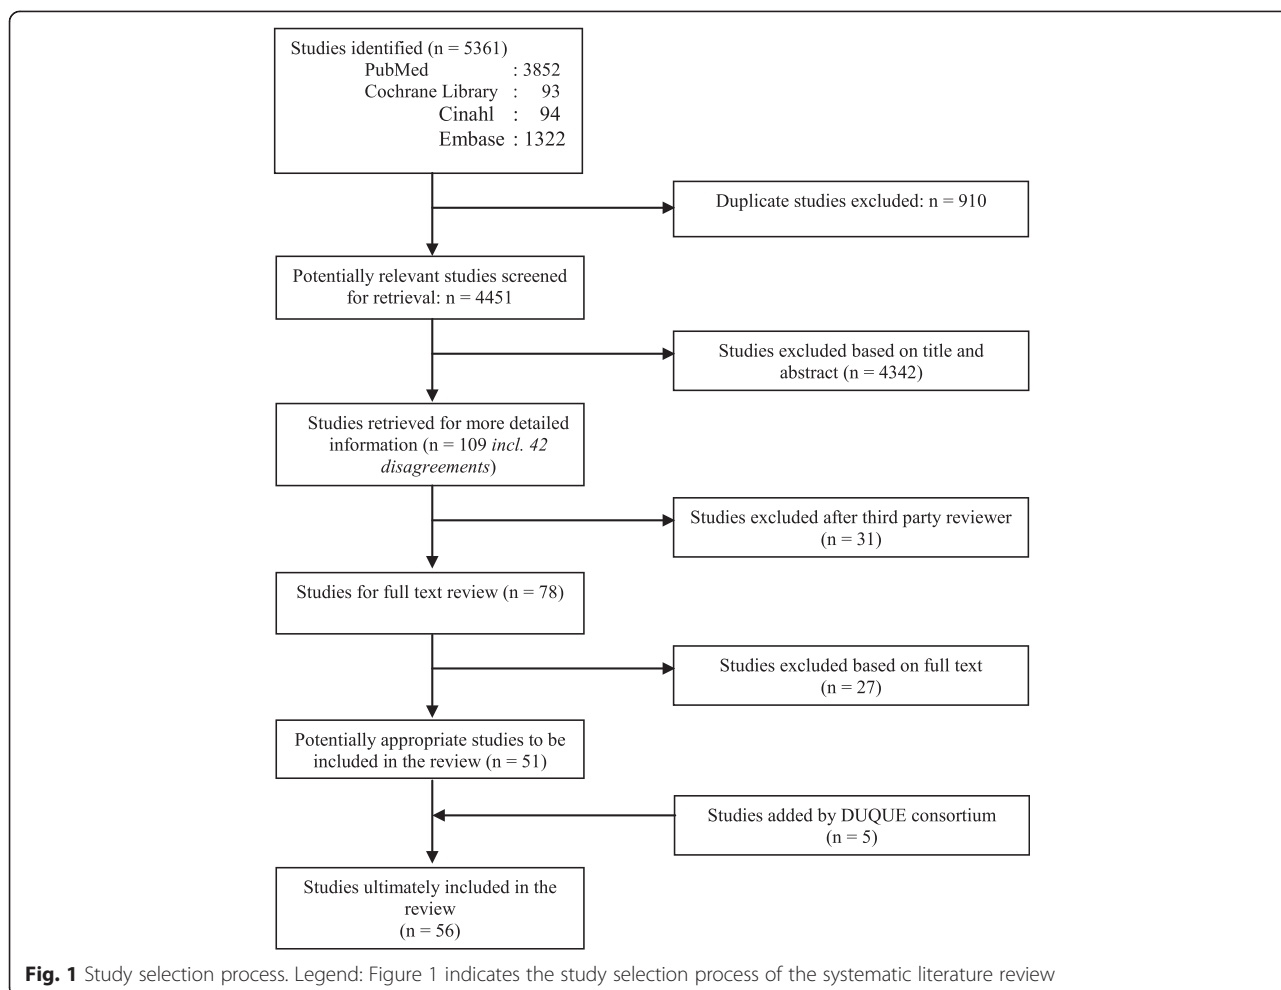 Studies identified (n = 5361)
PubMed : 3852
Cochrane Library : 93
Cinahl : 94
Embase : 1322
Duplicate studies excluded: n = 910
Potentially relevant studies screened
for retrieval: n = 4451
Studies excluded based on title and
abstract (n = 4342)
Studies retrieved for more detailed
information (n = 109 incl. 42
disagreements)
Studies excluded after third party reviewer
(n = 31)
Studies for full text review (n = 78)
Studies excluded based on full text
(n = 27)
Potentially appropriate studies to be
included in the review (n = 51)
Studies added by DUQUE consortium
(n = 5)
Studies ultimately included in the
review
(n = 56)
Fig. 1 Study selection process. Legend: Figure 1 indicates the study selection process of the systematic literature review